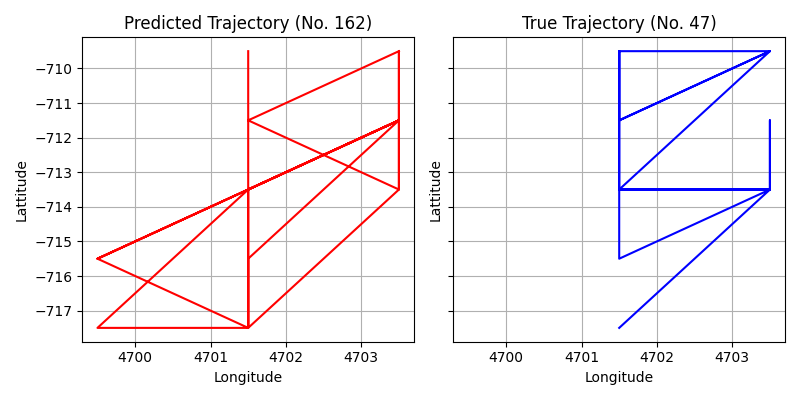 Predicted Trajectory (No. 162)
True Trajectory (No. 47)
Lattitude
−710
−711
−712
−713
−714
−715
−716
−717
4700
4701
4702
4703
Longitude
Lattitude
4700
4701
4702
4703
Longitude